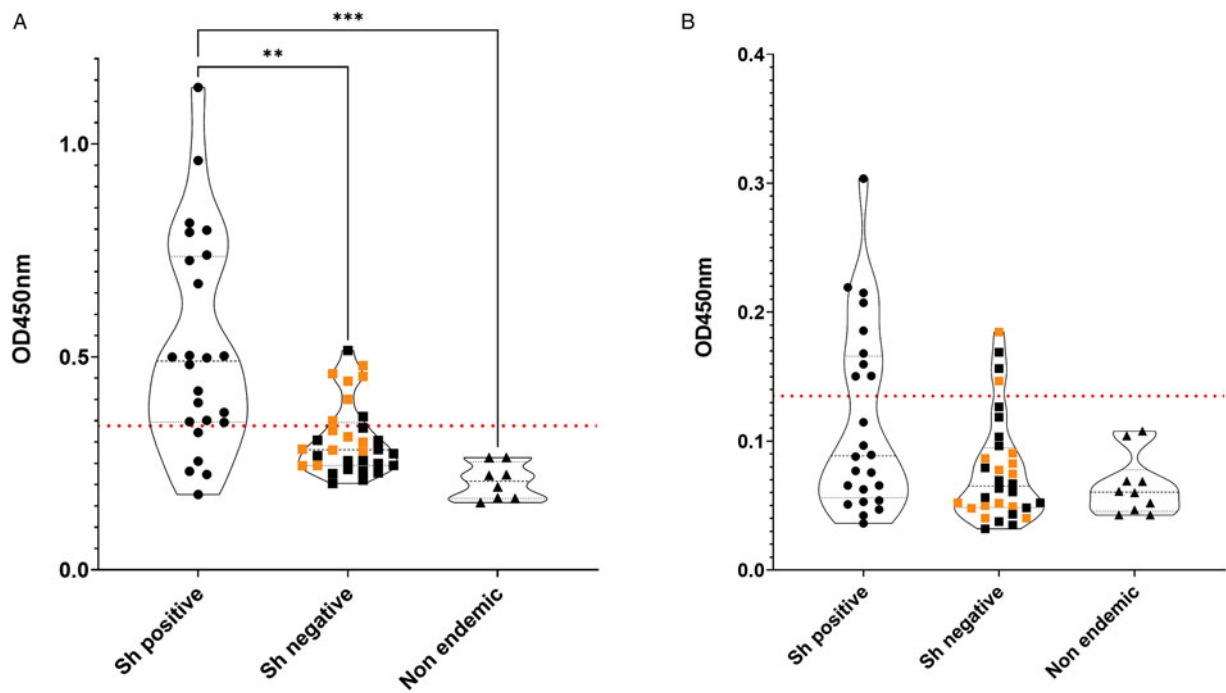 A
***
**
1.0
0.5
0.0
OD450nm
Sh positive
Sh negative
Non endemic
B
0.4
0.3
0.2
0.1
0.0
OD450nm
Sh positive
Sh negative
Non endemic